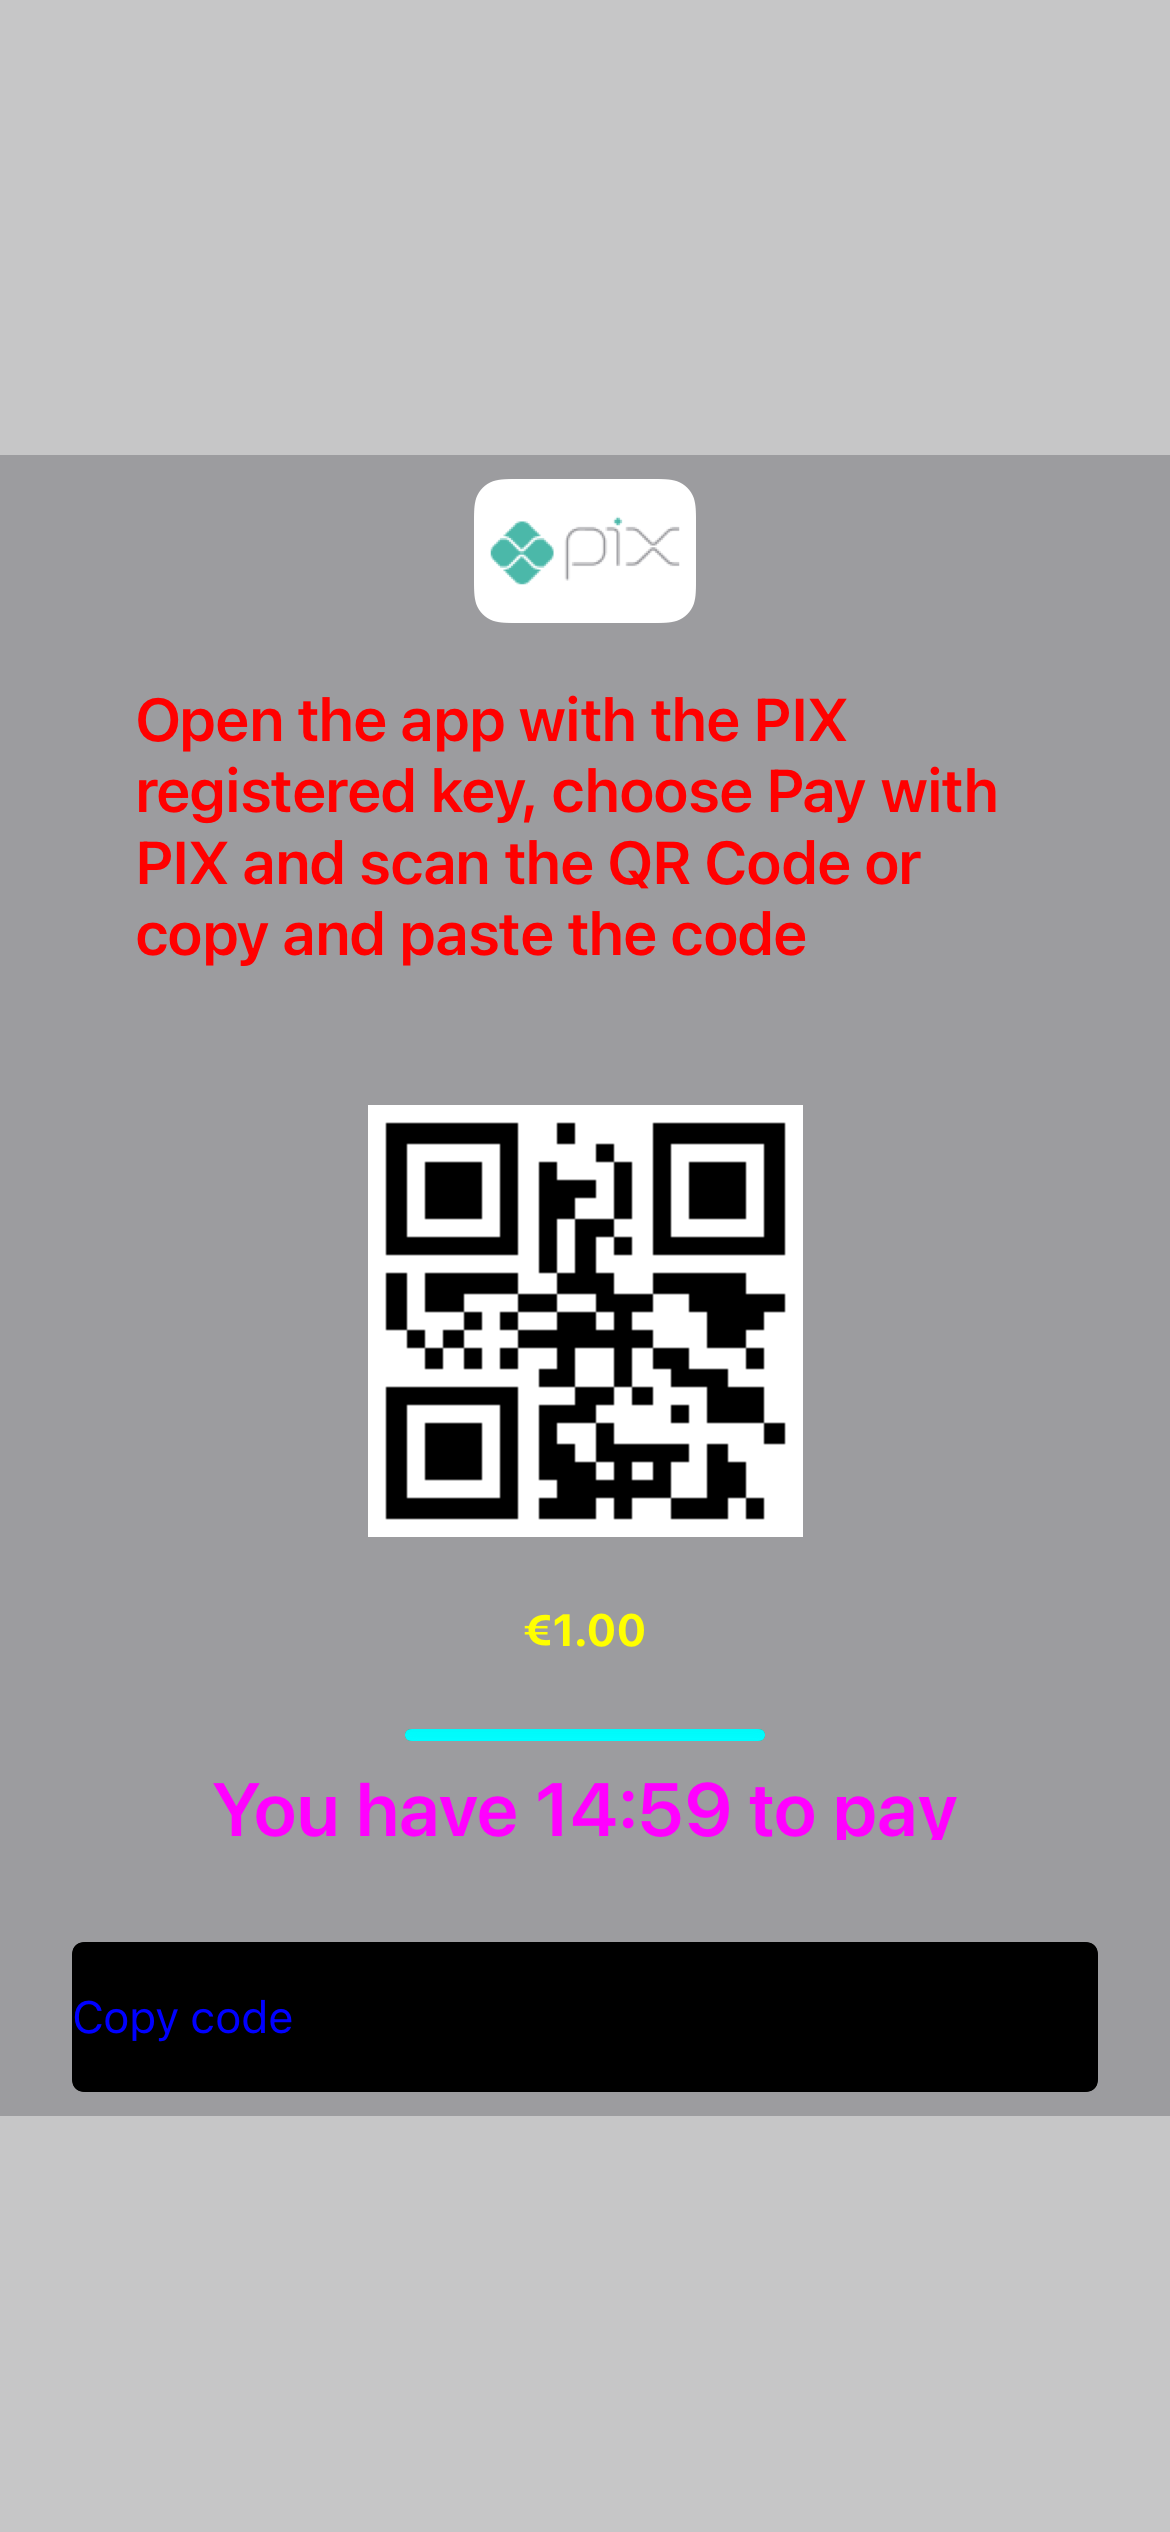 pix
Open the app with the PIX
registered key, choose Pay with
PIX and scan the QR Code or
copy and paste the code
€1.00
You have 14:59 to pay
Copy code